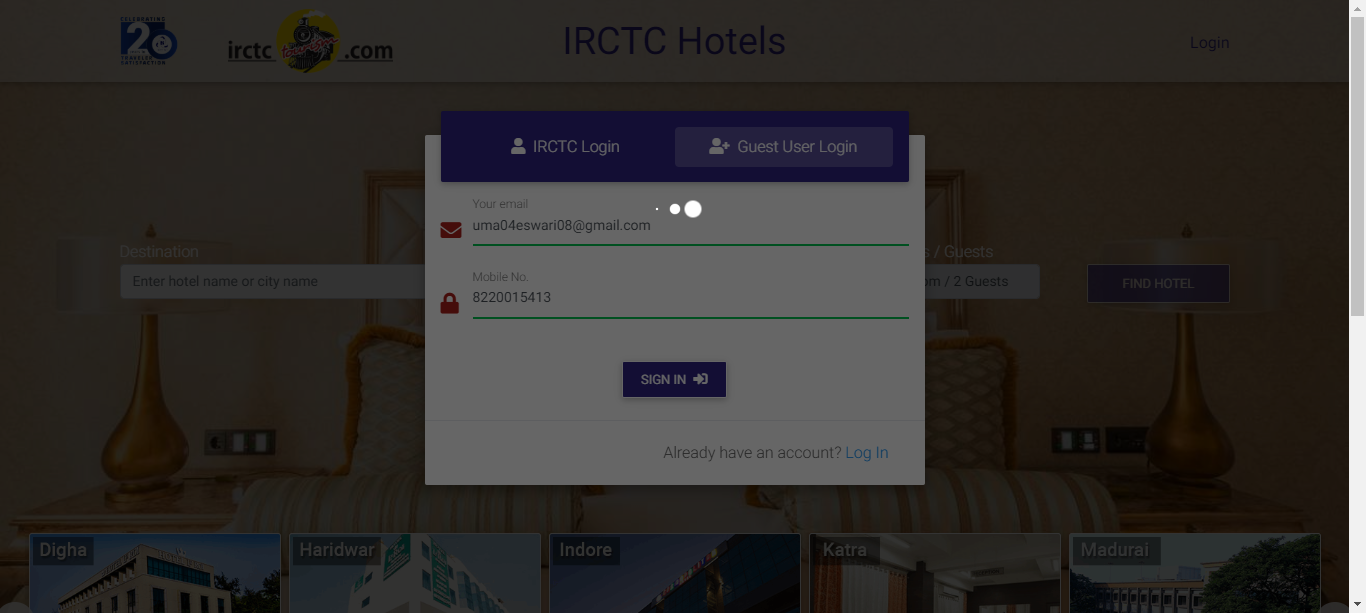 CELEBRATING
20
SATISFACTION
irctc tourism .com
IRCTC Hotels
Login
IRCTC Login
Guest User Login
Your email
uma04eswari08@gmail.com
Destination
s / Guests
Enter hotel name or city name
om / 2 Guests
FIND HOTEL
Mobile No.
8220015413
SIGN IN
Already have an account? Log In
Digha
Haridwar
Indore
Katra
Madurai